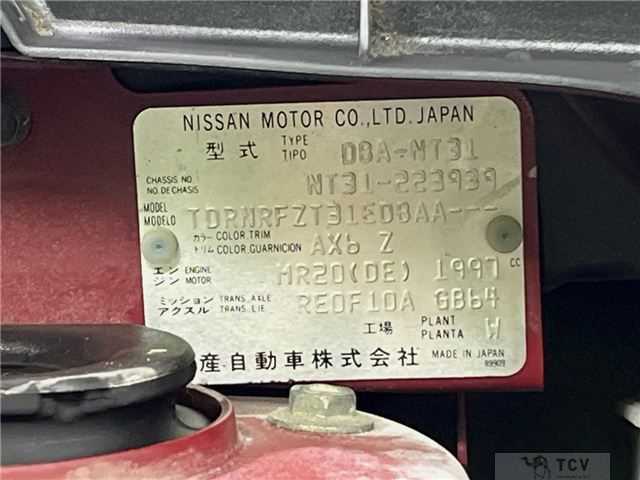 NISSAN MOTOR CO.,LTD. JAPAN
型式 TYPE TIPO DBA-NT31
CHASSIS NO. NO.DE CHASIS NT31-223939
MODEL MODELO TDRNRFZT31EDBAA---
カラー COLOR,TRIM
トリム COLOR,GUARNICION AX6 Z
エンジン ENGINE MOTOR MR20(DE) 1997 CC
ミッション TRANS. AXLE
アクスル TRANS. EJE RE0F10A GB64
工場 PLANT PLANTA W
産自動車株式会社 MADE IN JAPAN
TCV